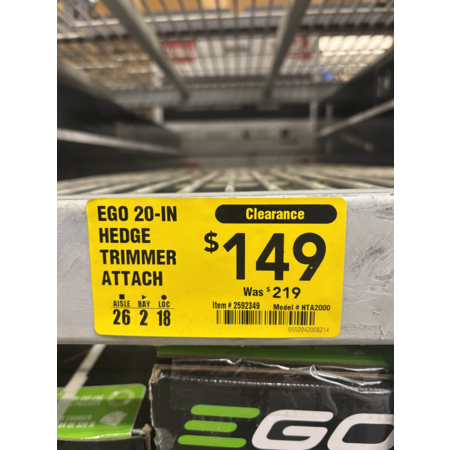 EGO 20-IN
HEDGE
TRIMMER
ATTACH
AISLE BAY LOC
26 2 18
Clearance
$149
Was $219
Item # 2592349 Model # HTA2000
0652042008214
EGO